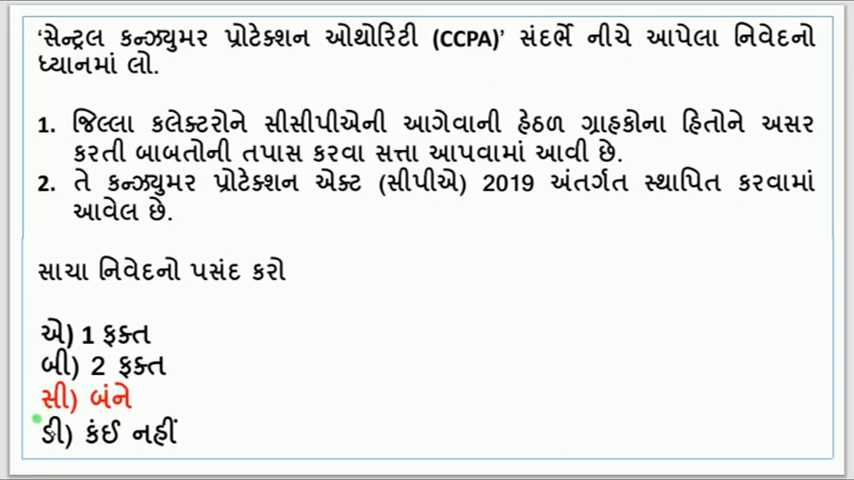 ‘સેન્ટ્રલ કન્ઝ્યુમર પ્રોટેક્શન ઓથોરિટી (CCPA)’ સંદર્ભે નીચે આપેલા નિવેદનો
ધ્યાનમાં લો.
1. જિલ્લા કલેક્ટરોને સીસીપીએની આગેવાની હેઠળ ગ્રાહકોના હિતોને અસર
કરતી બાબતોની તપાસ કરવા સત્તા આપવામાં આવી છે.
2. તે કન્ઝ્યુમર પ્રોટેક્શન એક્ટ (સીપીએ) 2019 અંતર્ગત સ્થાપિત કરવામાં
આવેલ છે.
સાચા નિવેદનો પસંદ કરો
એ) 1 ફક્ત
બી) 2 ફક્ત
સી) બંને
ડી) કંઈ નહીં